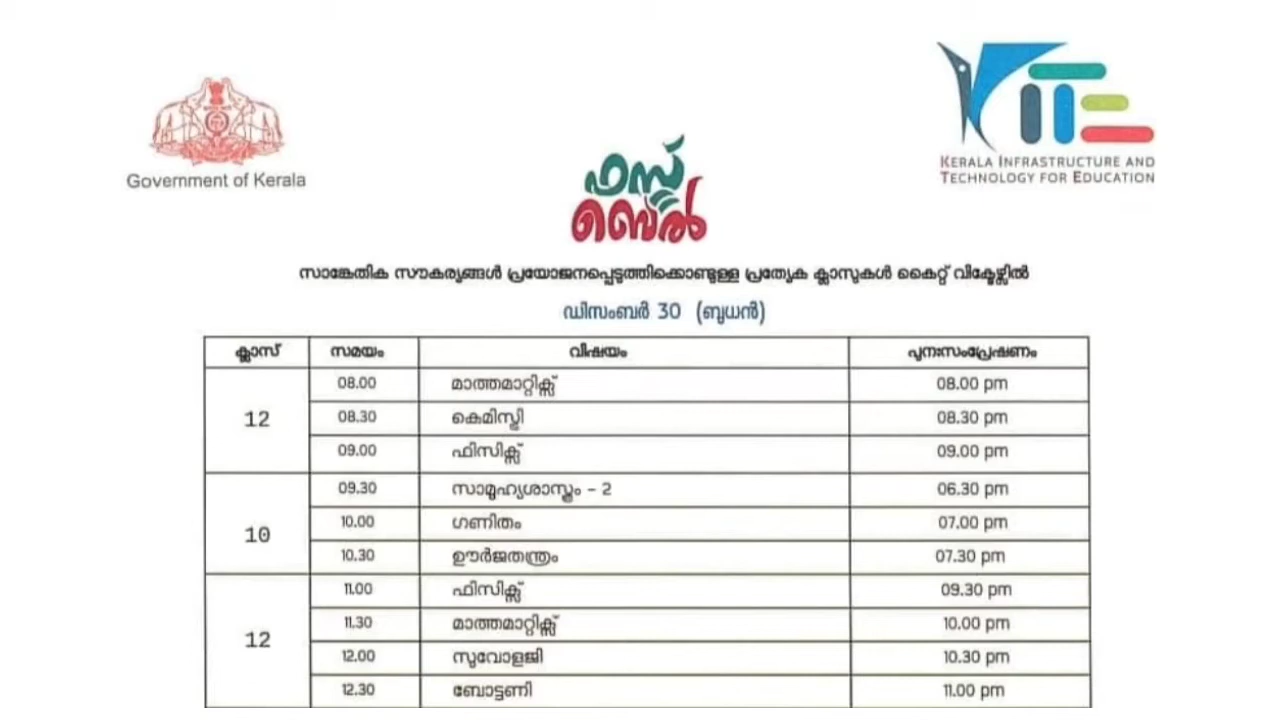 Government of Kerala
KITE
KERALA INFRASTRUCTURE AND
TECHNOLOGY FOR EDUCATION
ഫസ്റ്റ്
ബെൽ
സാങ്കേതിക സൗകര്യങ്ങൾ പ്രയോജനപ്പെടുത്തിക്കൊണ്ടുള്ള പ്രത്യേക ക്ലാസുകൾ കൈറ്റ് വിക്ടേഴ്സിൽ
ഡിസംബർ 30 (ബുധൻ)
ക്ലാസ് സമയം വിഷയം പുനഃസംപ്രേഷണം
12
08.00 മാത്തമാറ്റിക്സ് 08.00 pm
08.30 കെമിസ്ട്രി 08.30 pm
09.00 ഫിസിക്സ് 09.00 pm
10
09.30 സാമൂഹ്യശാസ്ത്രം - 2 06.30 pm
10.00 ഗണിതം 07.00 pm
10.30 ഊർജതന്ത്രം 07.30 pm
12
11.00 ഫിസിക്സ് 09.30 pm
11.30 മാത്തമാറ്റിക്സ് 10.00 pm
12.00 സുവോളജി 10.30 pm
12.30 ബോട്ടണി 11.00 pm